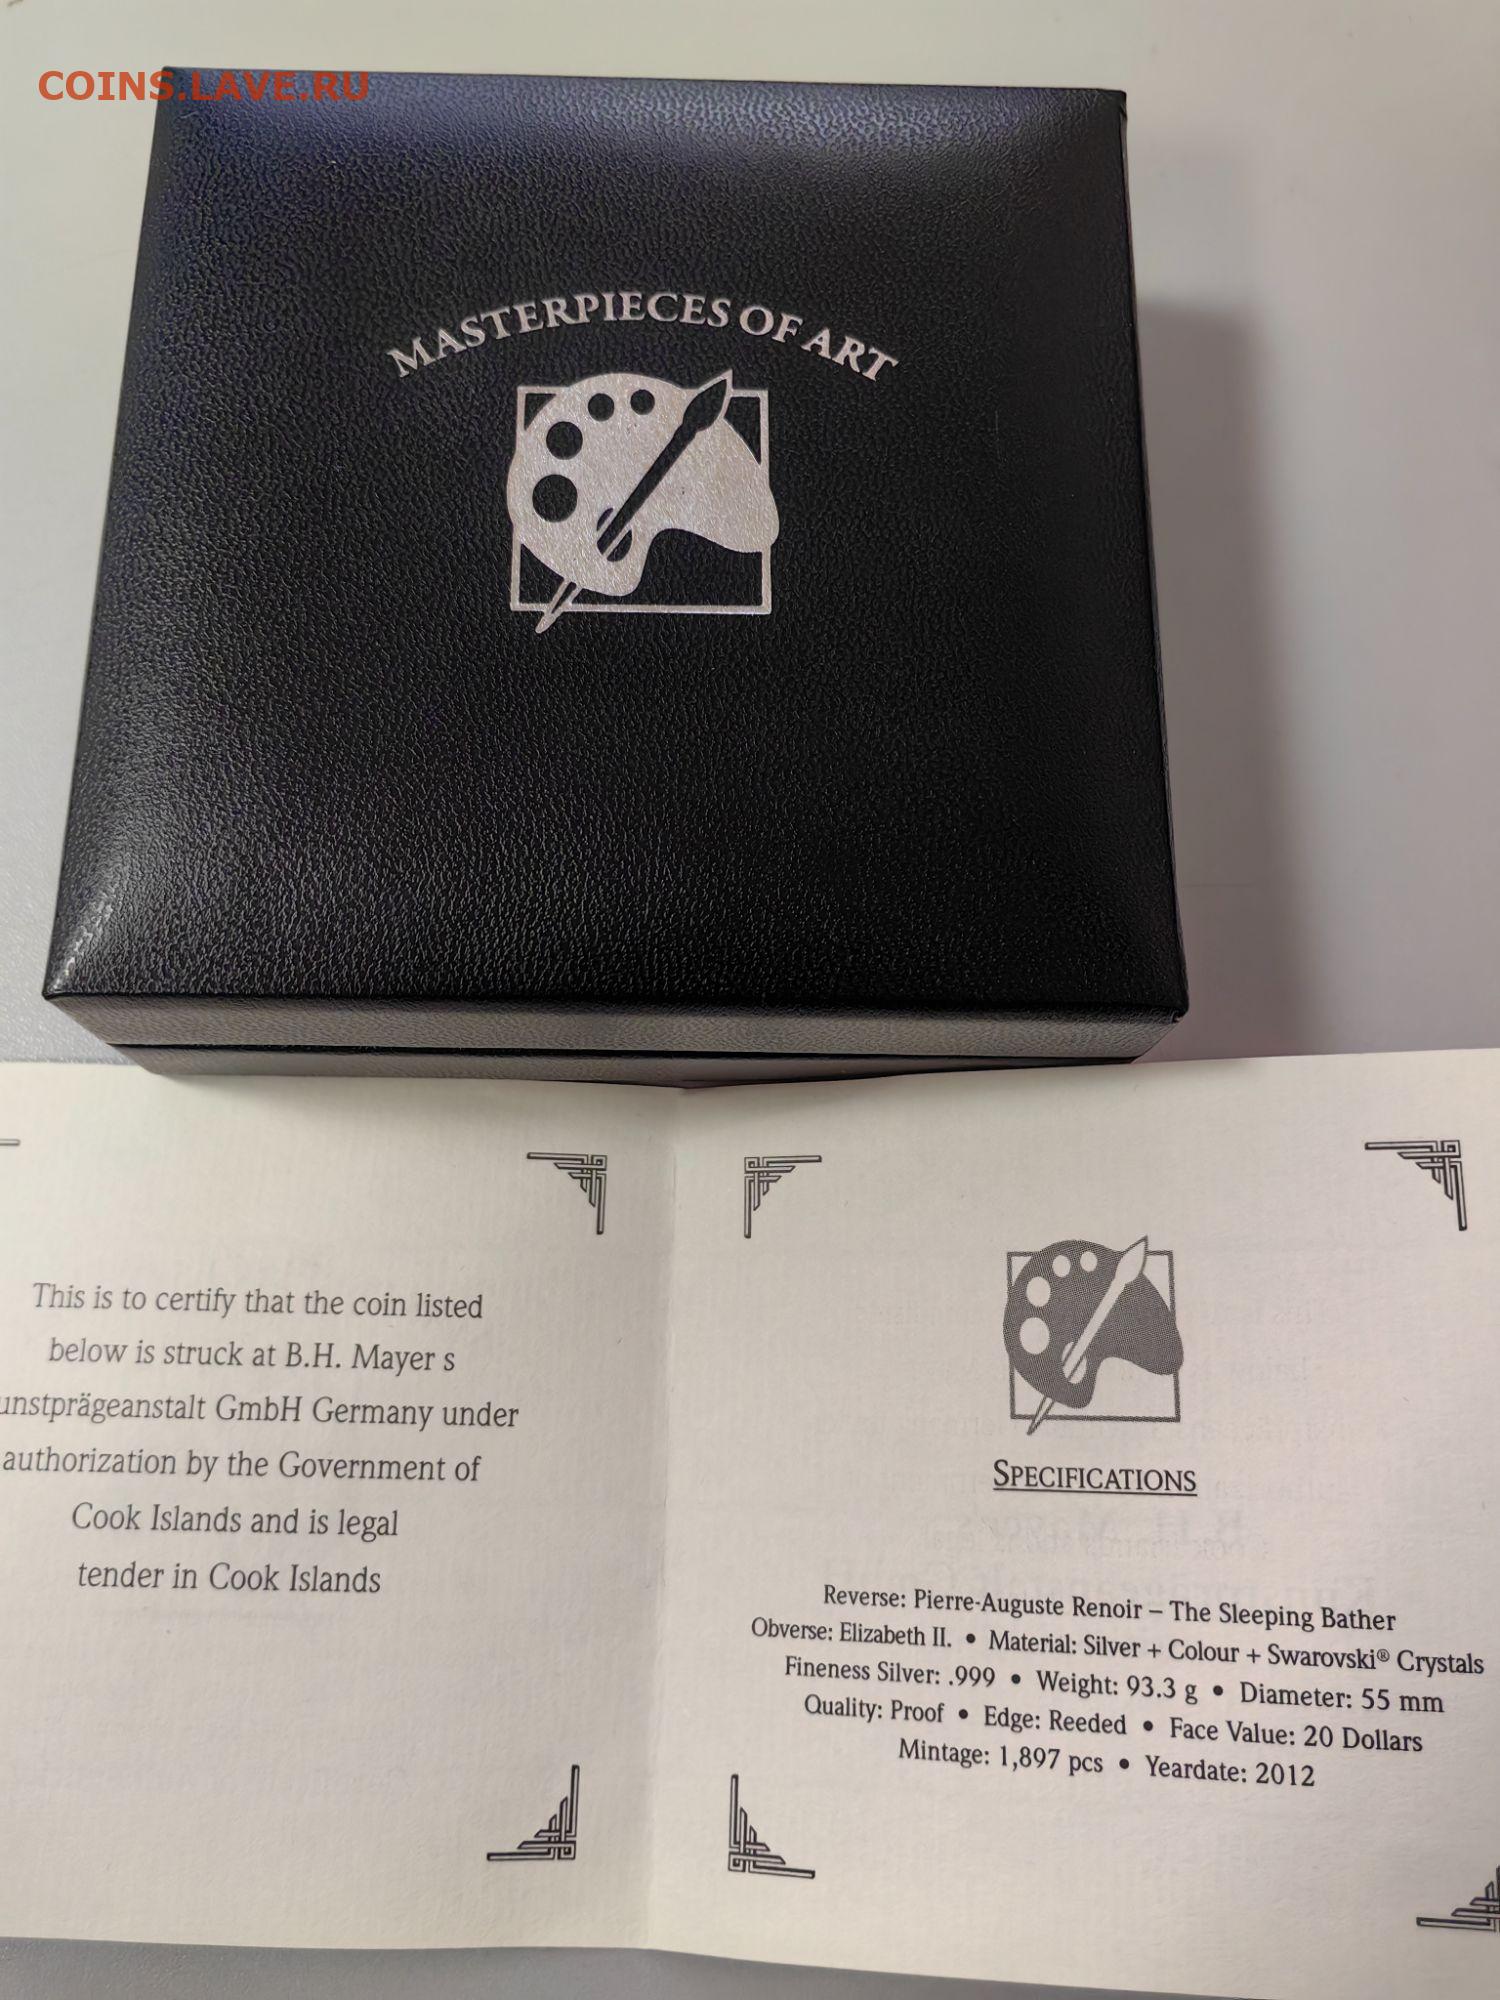 COINS.LAVE.RU
MASTERPIECES OF ART
This is to certify that the coin listed
below is struck at B.H. Mayer s
unstprägeanstalt GmbH Germany under
authorization by the Government of
Cook Islands and is legal
tender in Cook Islands
SPECIFICATIONS
Reverse: Pierre-Auguste Renoir – The Sleeping Bather
Obverse: Elizabeth II. • Material: Silver + Colour + Swarovski® Crystals
Fineness Silver: .999 • Weight: 93.3 g • Diameter: 55 mm
Quality: Proof • Edge: Reeded • Face Value: 20 Dollars
Mintage: 1,897 pcs • Yeardate: 2012